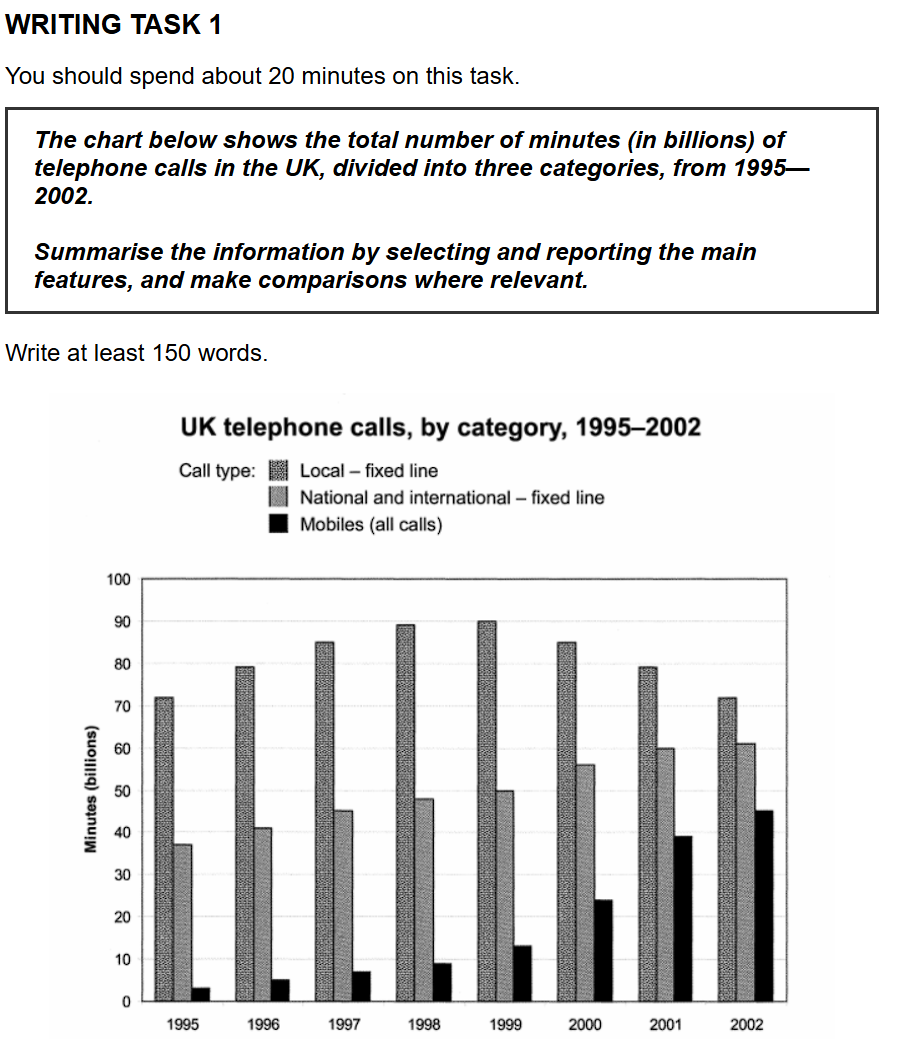 WRITING TASK 1
You should spend about 20 minutes on this task.
The chart below shows the total number of minutes (in billions) of
telephone calls in the UK, divided into three categories, from 1995—
2002.
Summarise the information by selecting and reporting the main
features, and make comparisons where relevant.
Write at least 150 words.
UK telephone calls, by category, 1995–2002
Call type:
Local – fixed line
National and international – fixed line
Mobiles (all calls)
Minutes (billions)
100
90
80
70
60
50
40
30
20
10
0
1995 1996 1997 1998 1999 2000 2001 2002